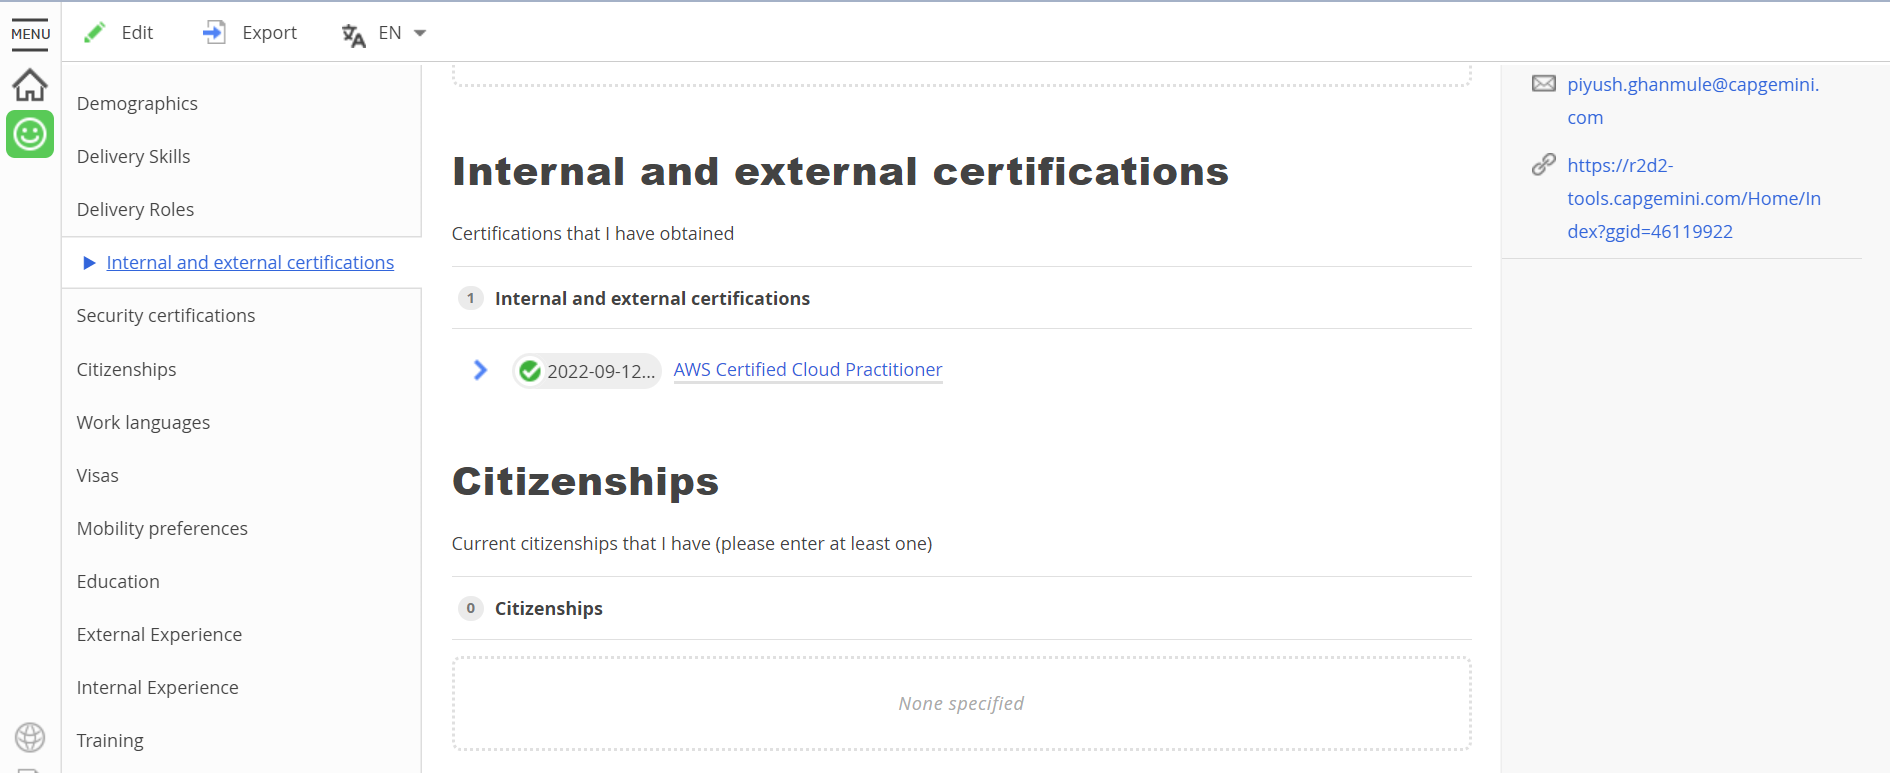 MENU
Edit
Export
EN
Demographics
Delivery Skills
Delivery Roles
Internal and external certifications
Security certifications
Citizenships
Work languages
Visas
Mobility preferences
Education
External Experience
Internal Experience
Training
Internal and external certifications
Certifications that I have obtained
1 Internal and external certifications
2022-09-12... AWS Certified Cloud Practitioner
Citizenships
Current citizenships that I have (please enter at least one)
0 Citizenships
None specified
piyush.ghanmule@capgemini.
com
https://r2d2-
tools.capgemini.com/Home/In
dex?ggid=46119922